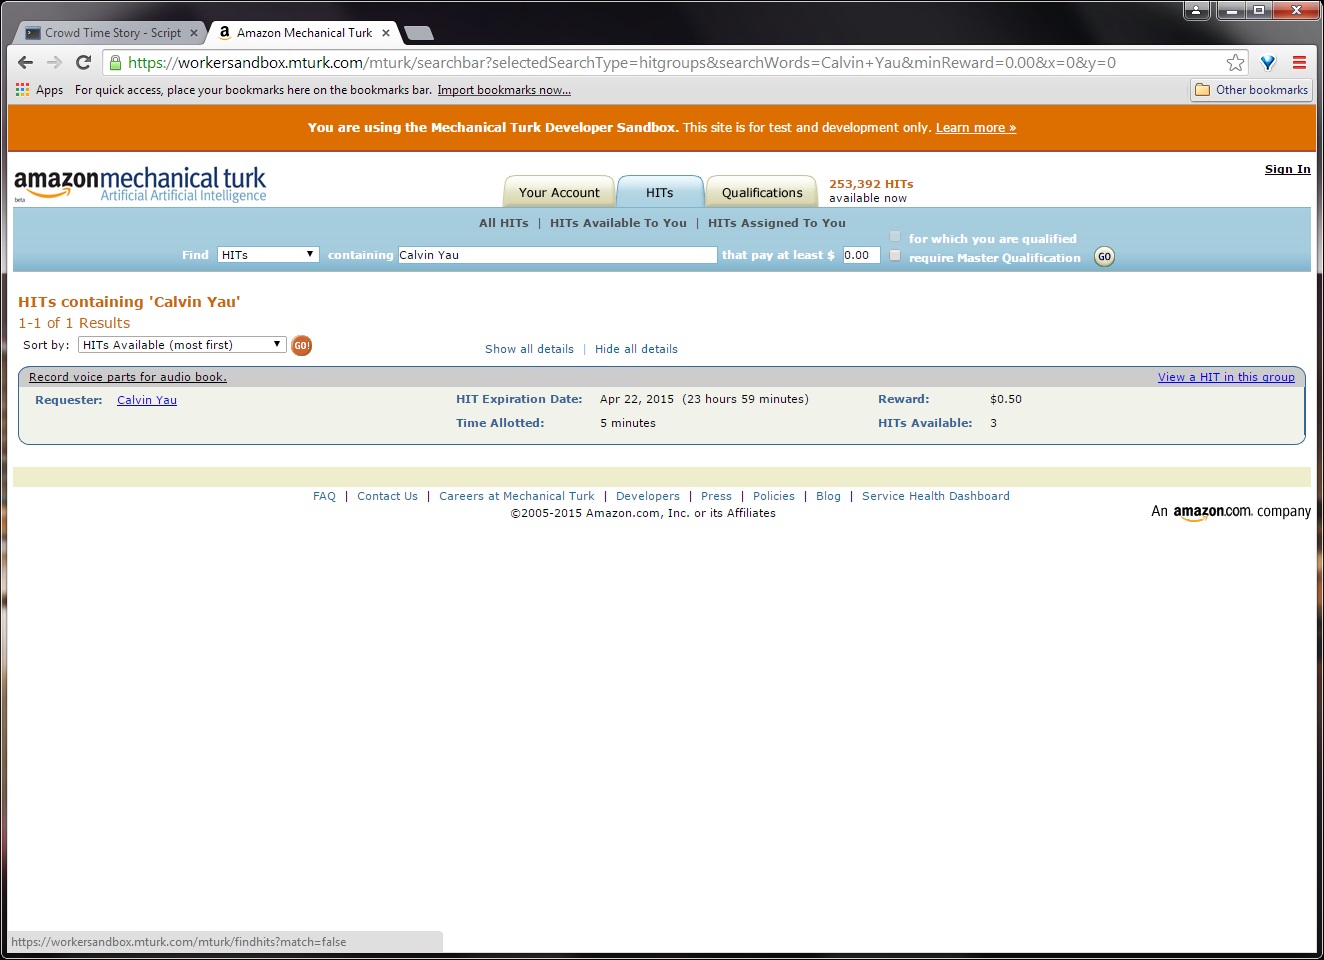 Crowd Time Story - Script
Amazon Mechanical Turk
https://workersandbox.mturk.com/mturk/searchbar?selectedSearchType=hitgroups&searchWords=Calvin+Yau&minReward=0.00&x=0&y=0
Apps For quick access, place your bookmarks here on the bookmarks bar. Import bookmarks now... Other bookmarks
You are using the Mechanical Turk Developer Sandbox. This site is for test and development only. Learn more »
Sign In
amazonmechanical turk
beta Artificial Artificial Intelligence
Your Account HITs Qualifications
253,392 HITs
available now
All HITs | HITs Available To You | HITs Assigned To You
for which you are qualified
Find HITs containing Calvin Yau that pay at least $ 0.00
require Master Qualification GO
HITs containing 'Calvin Yau'
1-1 of 1 Results
Sort by: HITs Available (most first) GO! Show all details | Hide all details
Record voice parts for audio book. View a HIT in this group
Requester: Calvin Yau HIT Expiration Date: Apr 22, 2015 (23 hours 59 minutes) Reward: $0.50
Time Allotted: 5 minutes HITs Available: 3
FAQ | Contact Us | Careers at Mechanical Turk | Developers | Press | Policies | Blog | Service Health Dashboard
©2005-2015 Amazon.com, Inc. or its Affiliates
An amazon.com. company
https://workersandbox.mturk.com/mturk/findhits?match=false